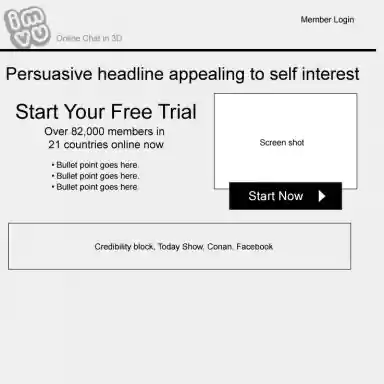 imvu
Member Login
Online Chat in 3D
Persuasive headline appealing to self interest
Start Your Free Trial
Over 82,000 members in
21 countries online now
• Bullet point goes here.
• Bullet point goes here.
• Bullet point goes here.
Screen shot
Start Now
Credibility block, Today Show, Conan, Facebook